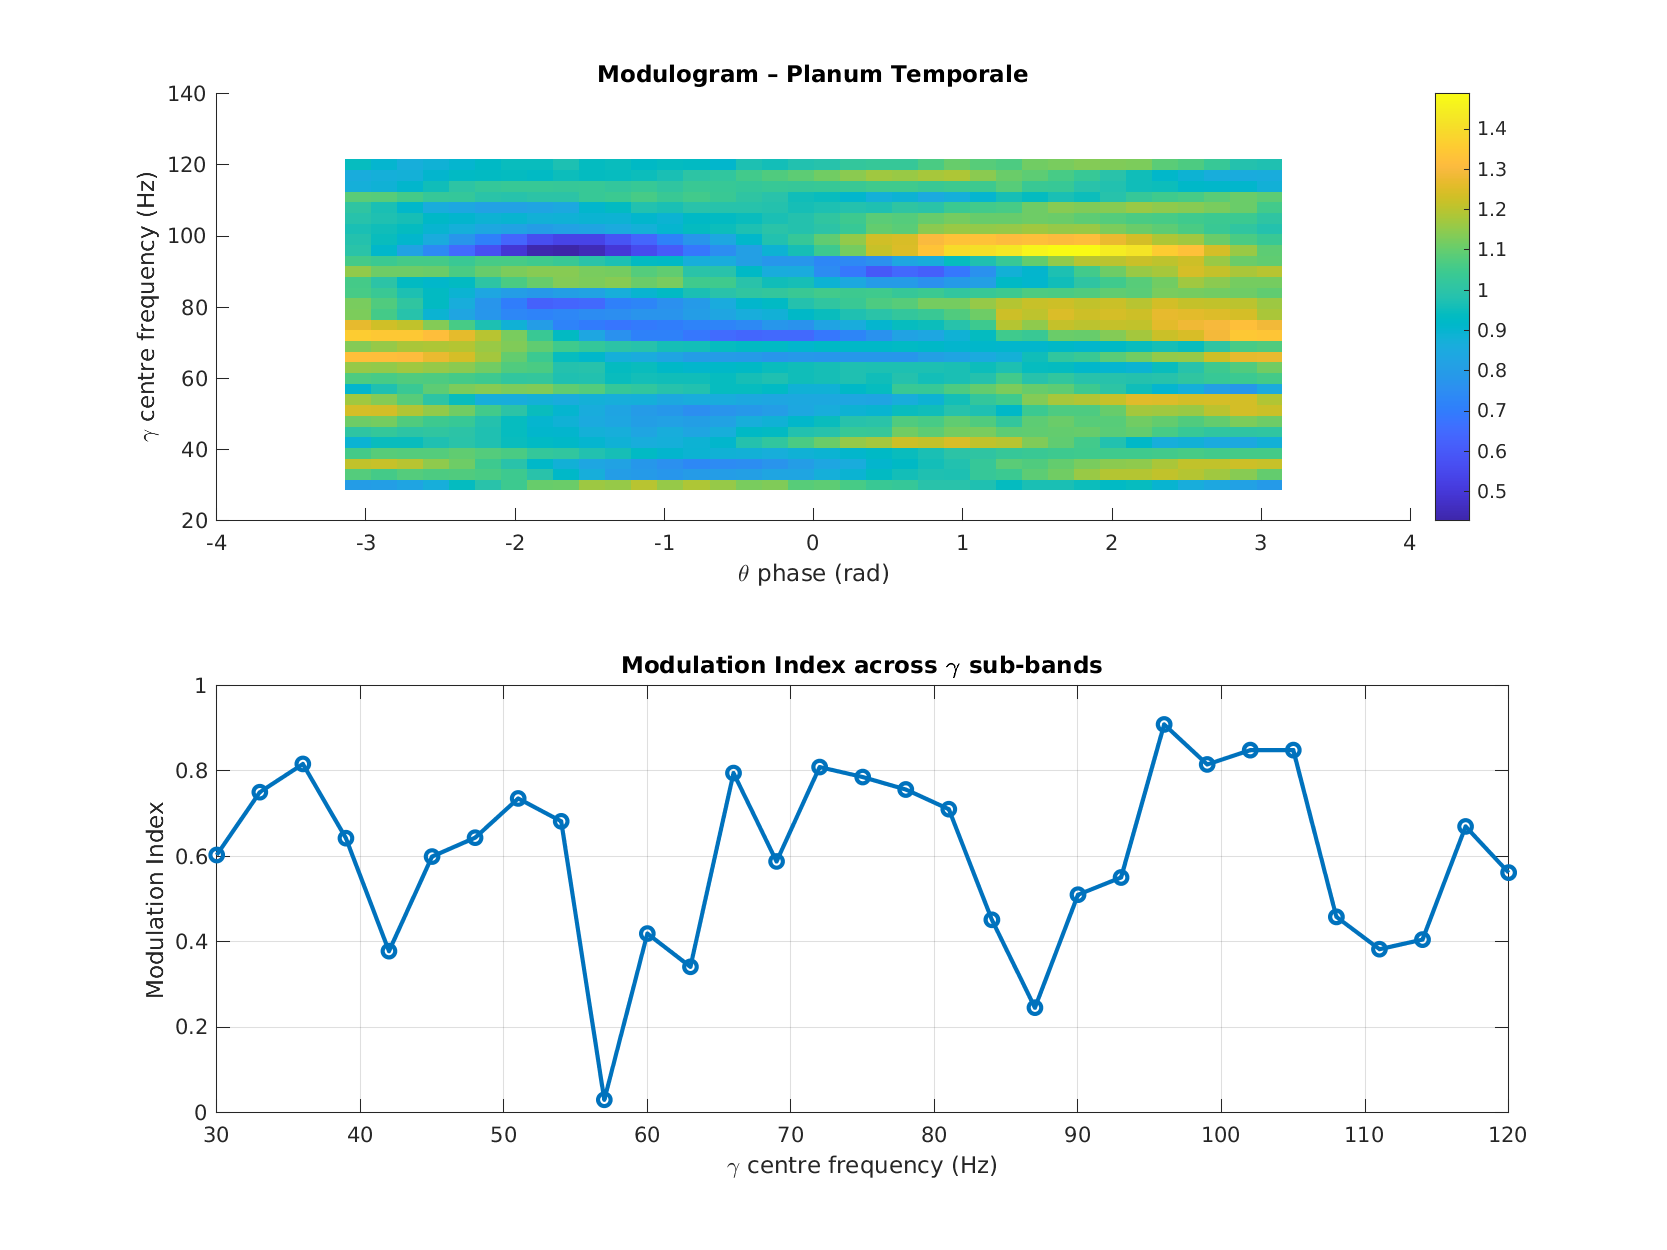 Modulogram – Planum Temporale
140
120
100
80
60
40
20
γ centre frequency (Hz)
-4 -3 -2 -1 0 1 2 3 4
θ phase (rad)
1.4
1.3
1.2
1.1
1
0.9
0.8
0.7
0.6
0.5
Modulation Index across γ sub-bands
1
0.8
0.6
0.4
0.2
0
Modulation Index
30 40 50 60 70 80 90 100 110 120
γ centre frequency (Hz)